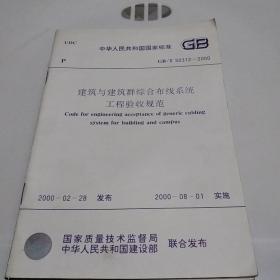 UDC
中华人民共和国国家标准 GB
P
GB/T 50312-2000
建筑与建筑群综合布线系统
工程验收规范
Code for engineering acceptance of generic cabling
system for building and campus
2000-02-28 发布
2000-08-01 实施
国家质量技术监督局
中华人民共和国建设部
联合发布